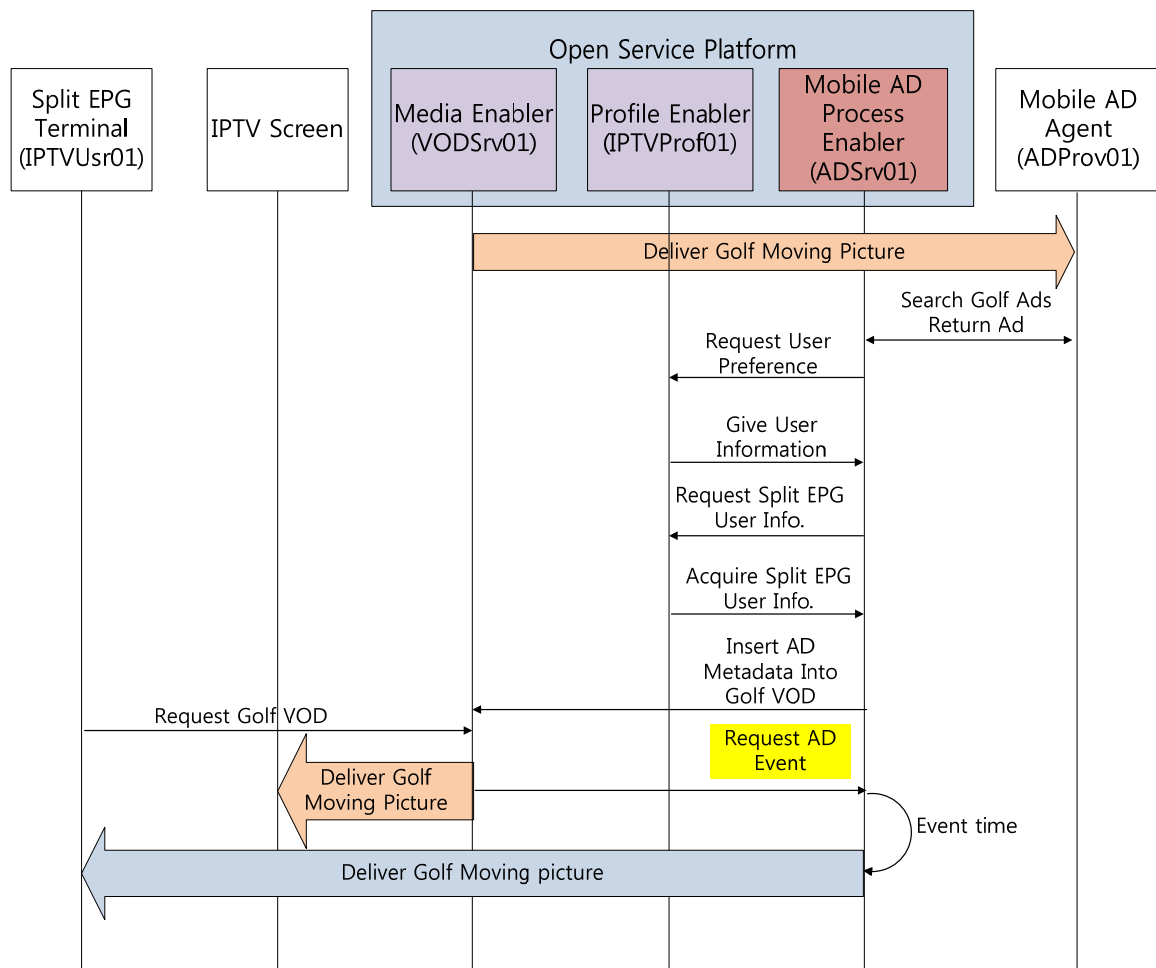 Open Service Platform
Split EPG
Terminal
(IPTVUsr01)
IPTV Screen
Media Enabler
(VODSrv01)
Profile Enabler
(IPTVProf01)
Mobile AD
Process
Enabler
(ADSrv01)
Mobile AD
Agent
(ADProv01)
Deliver Golf Moving Picture
Search Golf Ads
Return Ad
Request User
Preference
Give User
Information
Request Split EPG
User Info.
Acquire Split EPG
User Info.
Insert AD
Metadata Into
Golf VOD
Request Golf VOD
Request AD
Event
Deliver Golf
Moving Picture
Event time
Deliver Golf Moving picture